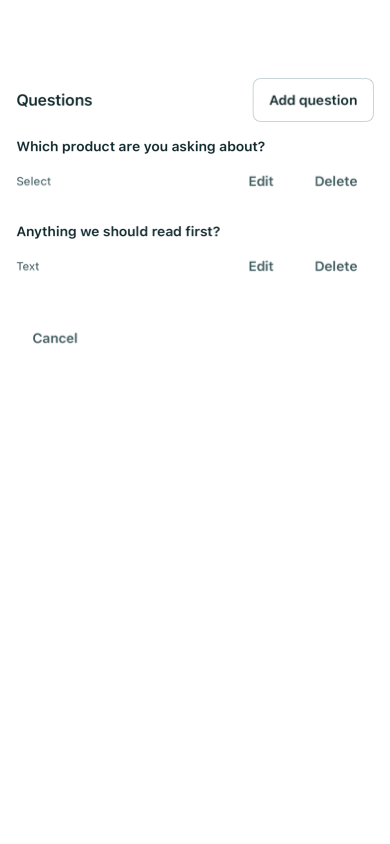 Questions
Add question
Which product are you asking about?
Select
Edit
Delete
Anything we should read first?
Text
Edit
Delete
Cancel